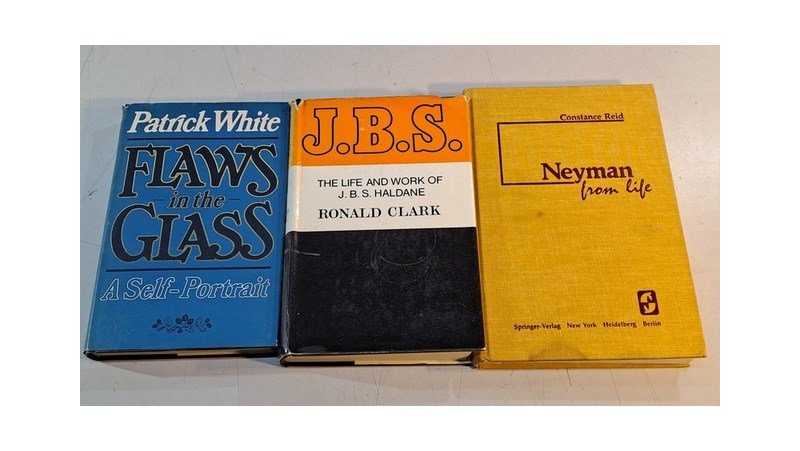 Patrick White
FLAWS
in the
GLASS
A Self-Portrait
J.B.S.
THE LIFE AND WORK OF
J. B. S. HALDANE
RONALD CLARK
Constance Reid
Neyman
from life
Springer-Verlag New York Heidelberg Berlin